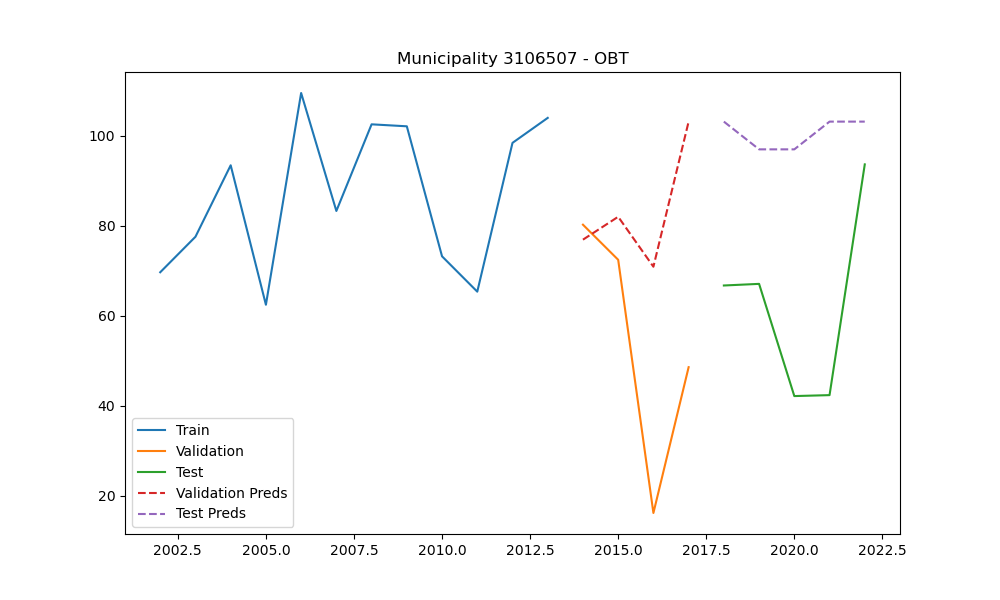 Municipality 3106507 - OBT
100
80
60
40
20
Train
Validation
Test
Validation Preds
Test Preds
2002.5 2005.0 2007.5 2010.0 2012.5 2015.0 2017.5 2020.0 2022.5